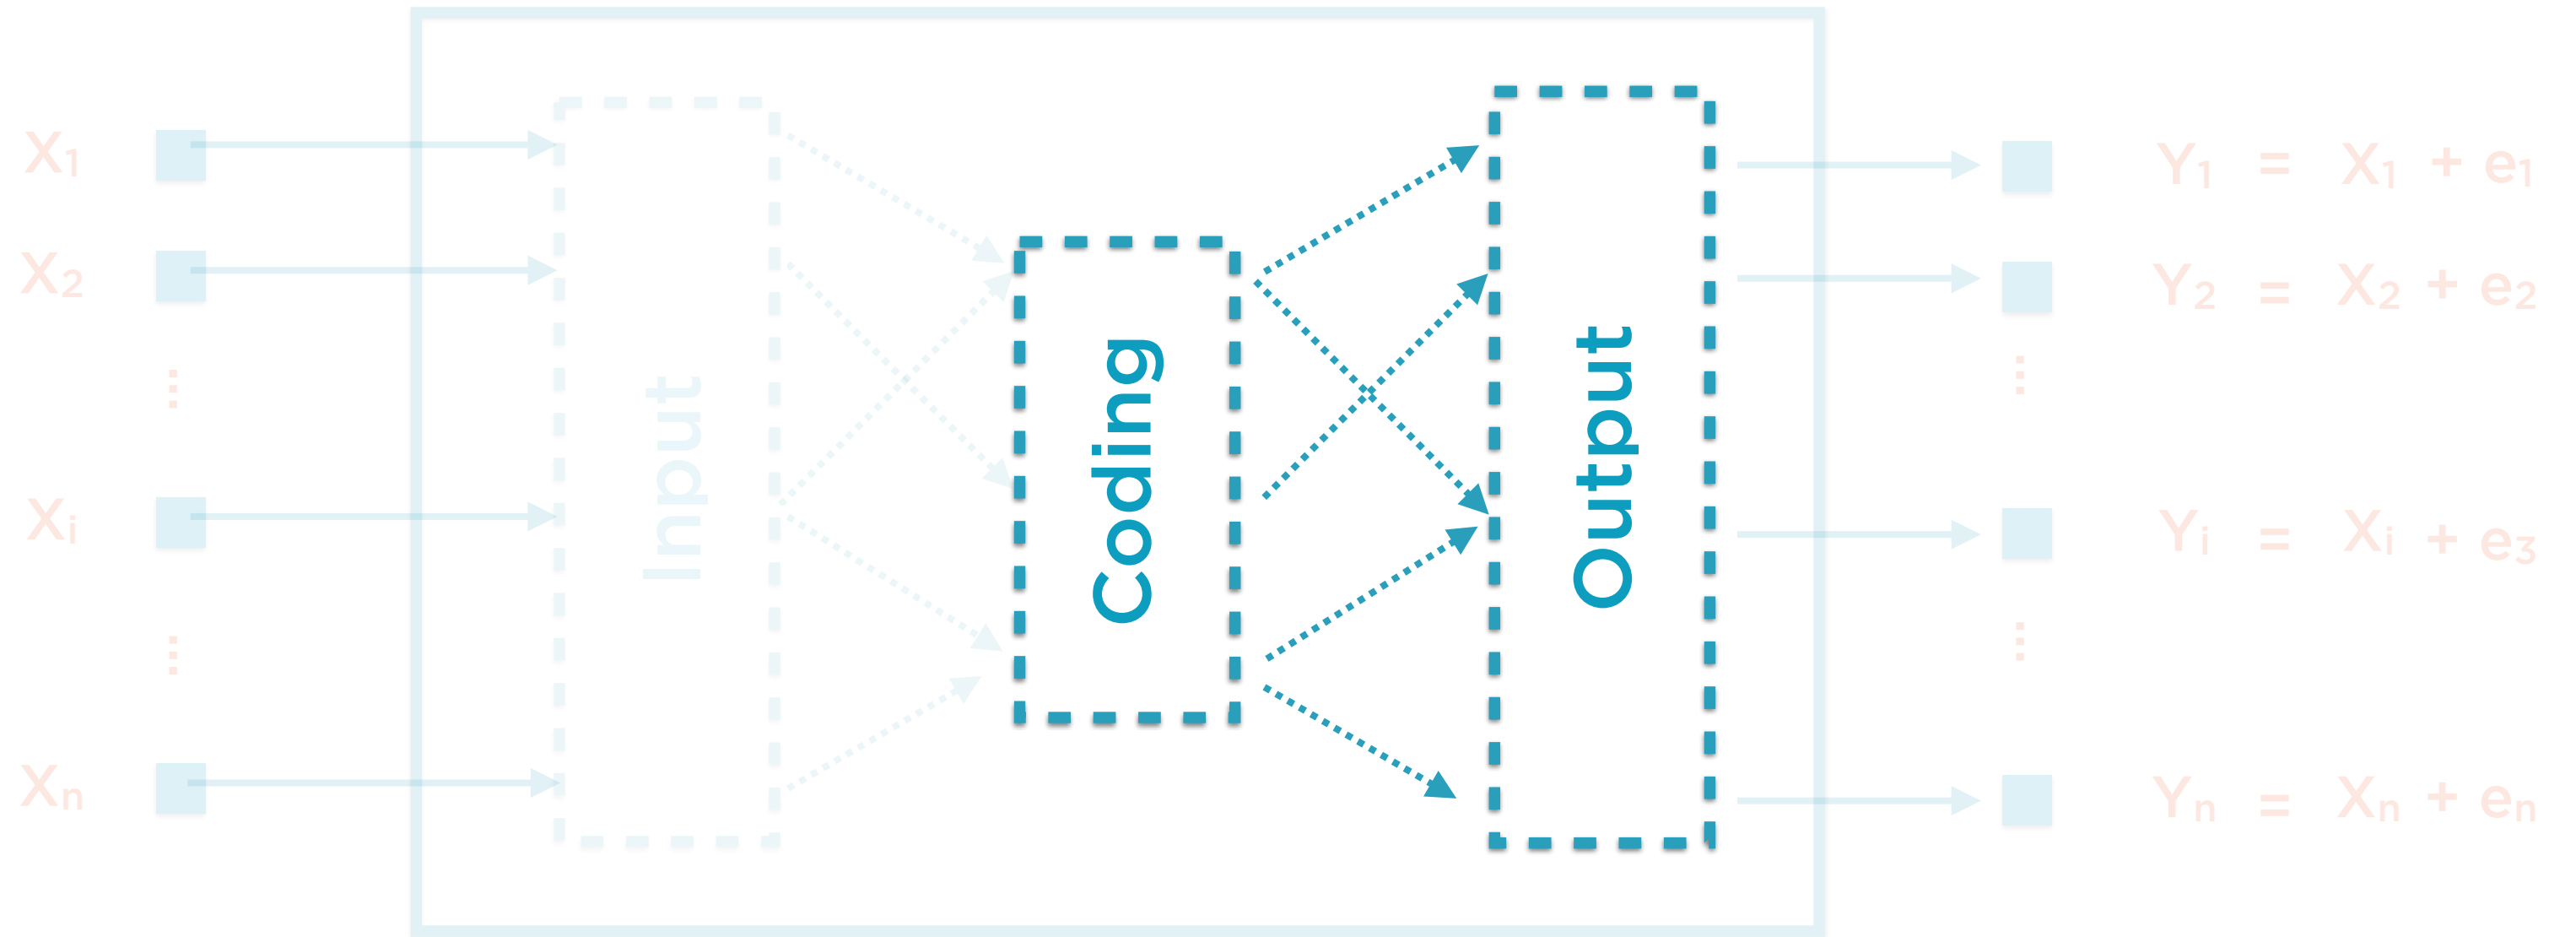 X1
X2
⋮
Xi
⋮
Xn
Input
Coding
Output
Y1 = X1 + e1
Y2 = X2 + e2
⋮
Yi = Xi + e3
⋮
Yn = Xn + en